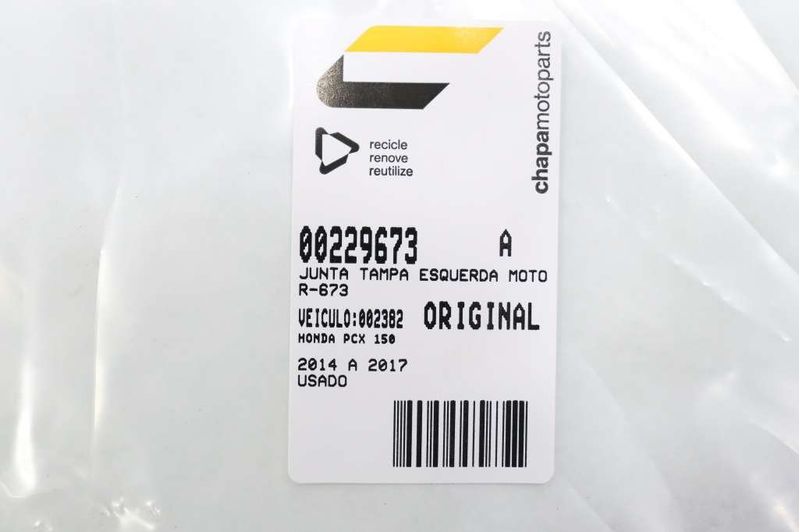 chapamotoparts
recicle
renove
reutilize
00229673 A
JUNTA TAMPA ESQUERDA MOTO
R-673
VEICULO:002382 ORIGINAL
HONDA PCX 150
2014 A 2017
USADO